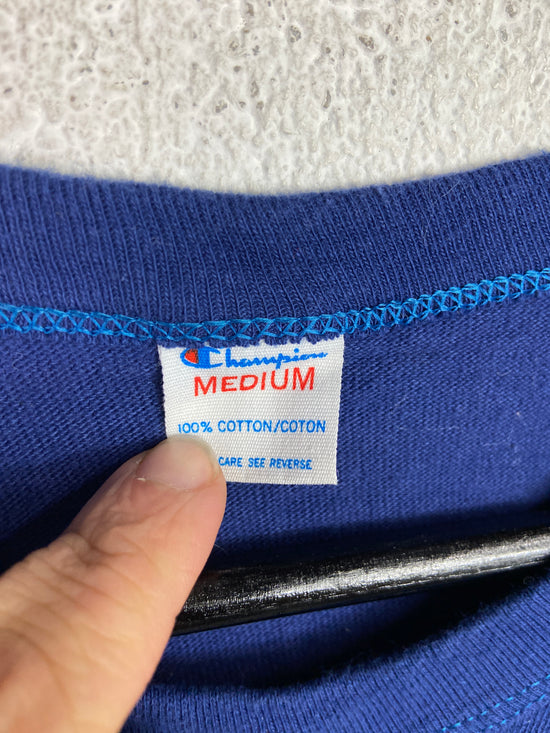 Champion
MEDIUM
100% COTTON/COTON
CARE SEE REVERSE